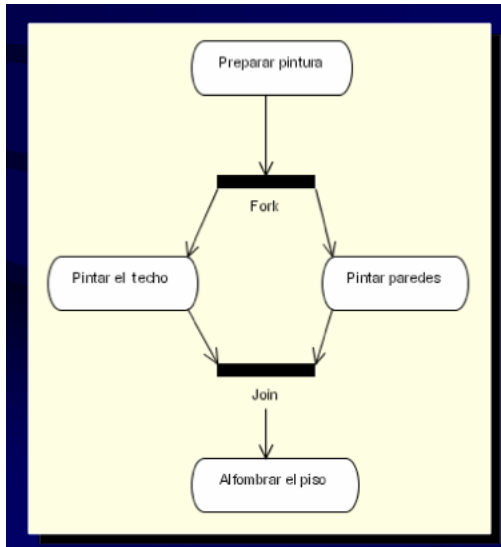 Preparar pintura
Fork
Pintar el techo
Pintar paredes
Join
Alfombrar el piso